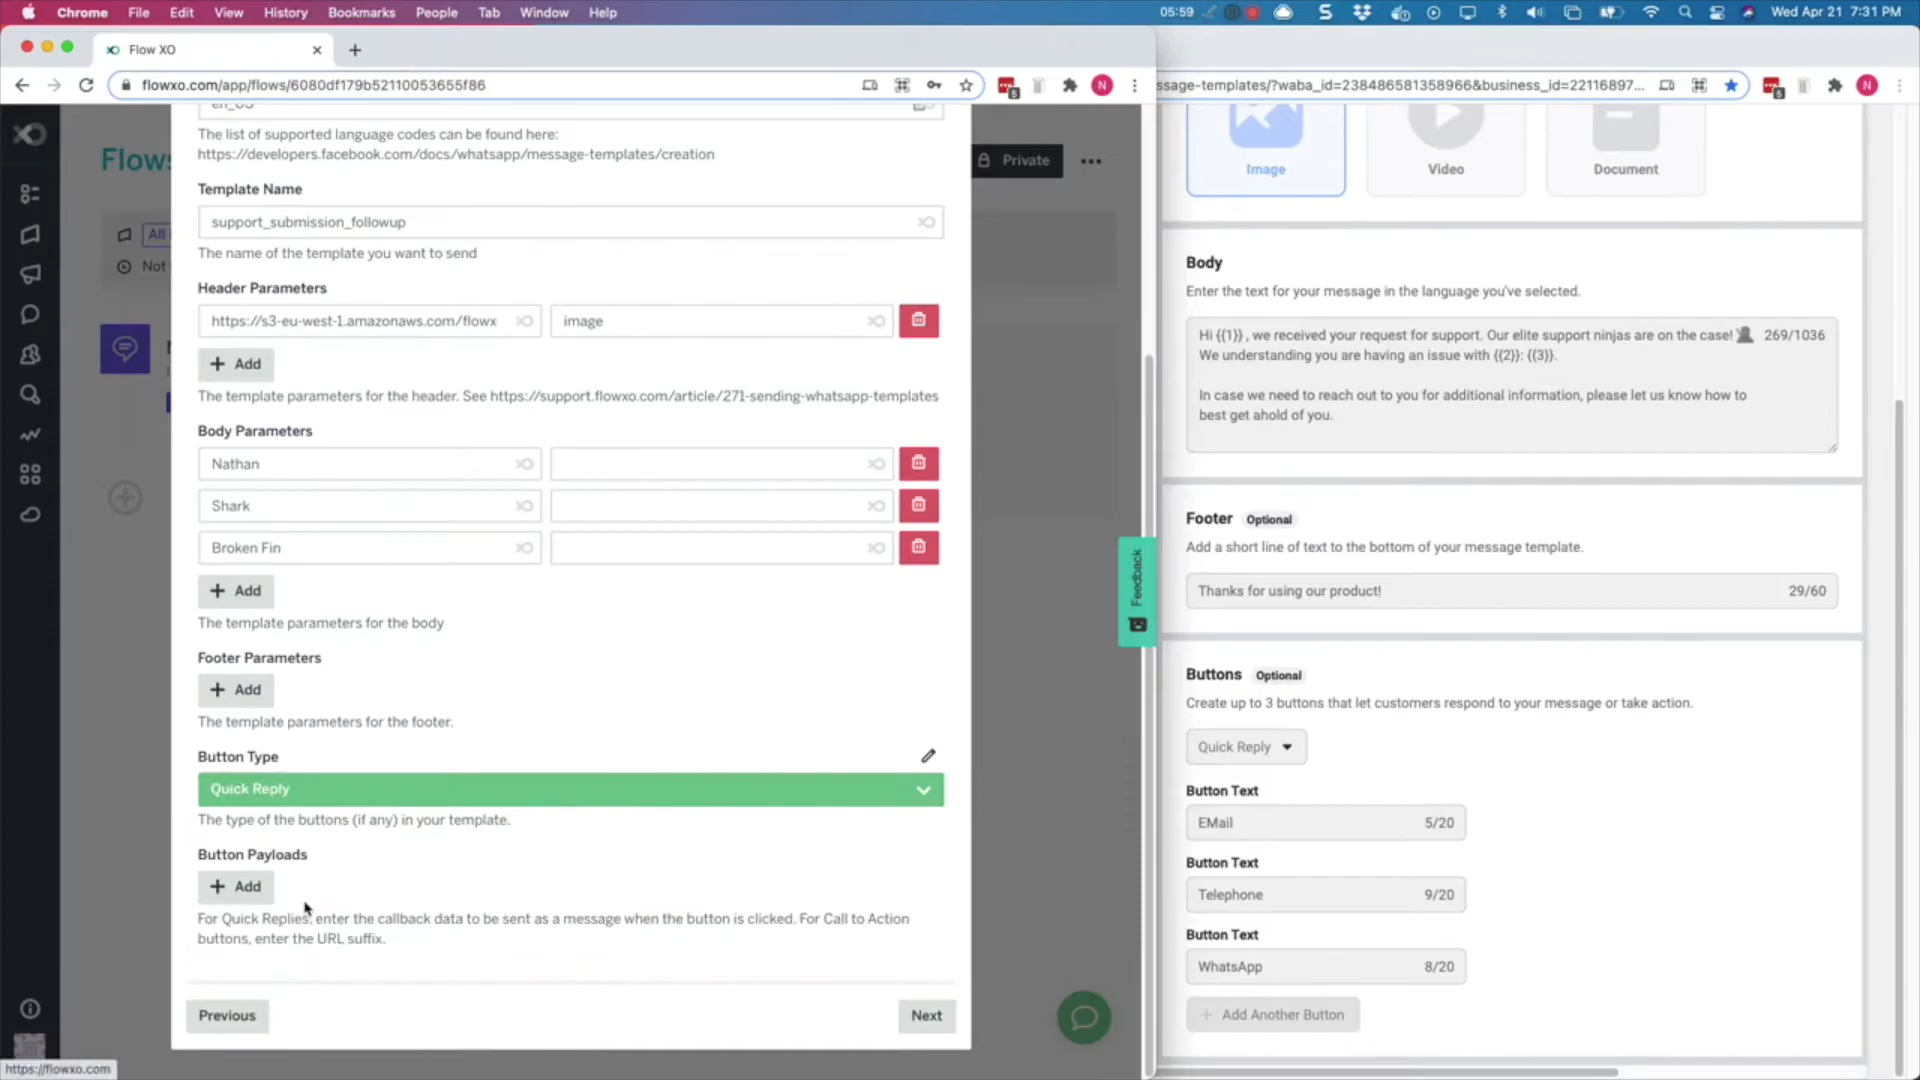 Chrome File Edit View History Bookmarks People Tab Window Help
05:59
Wed Apr 21 7:31 PM
Flow XO
flowxo.com/app/flows/6080df179b52110053655f86
5
N
ssage-templates/?waba_id=238486581358966&business_id=22116897...
5
N
Flows
All
Not
Private
en_US
The list of supported language codes can be found here:
https://developers.facebook.com/docs/whatsapp/message-templates/creation
Template Name
support_submission_followup
The name of the template you want to send
Header Parameters
https://s3-eu-west-1.amazonaws.com/flowx
image
+ Add
The template parameters for the header. See https://support.flowxo.com/article/271-sending-whatsapp-templates
Body Parameters
Nathan
Shark
Broken Fin
+ Add
The template parameters for the body
Footer Parameters
+ Add
The template parameters for the footer.
Button Type
Quick Reply
The type of the buttons (if any) in your template.
Button Payloads
+ Add
For Quick Replies, enter the callback data to be sent as a message when the button is clicked. For Call to Action
buttons, enter the URL suffix.
Previous
Next
Feedback
https://flowxo.com
Image
Video
Document
Body
Enter the text for your message in the language you've selected.
Hi {{1}} , we received your request for support. Our elite support ninjas are on the case! 269/1036
We understanding you are having an issue with {{2}}: {{3}}.
In case we need to reach out to you for additional information, please let us know how to
best get ahold of you.
Footer Optional
Add a short line of text to the bottom of your message template.
Thanks for using our product! 29/60
Buttons Optional
Create up to 3 buttons that let customers respond to your message or take action.
Quick Reply
Button Text
EMail 5/20
Button Text
Telephone 9/20
Button Text
WhatsApp 8/20
+ Add Another Button